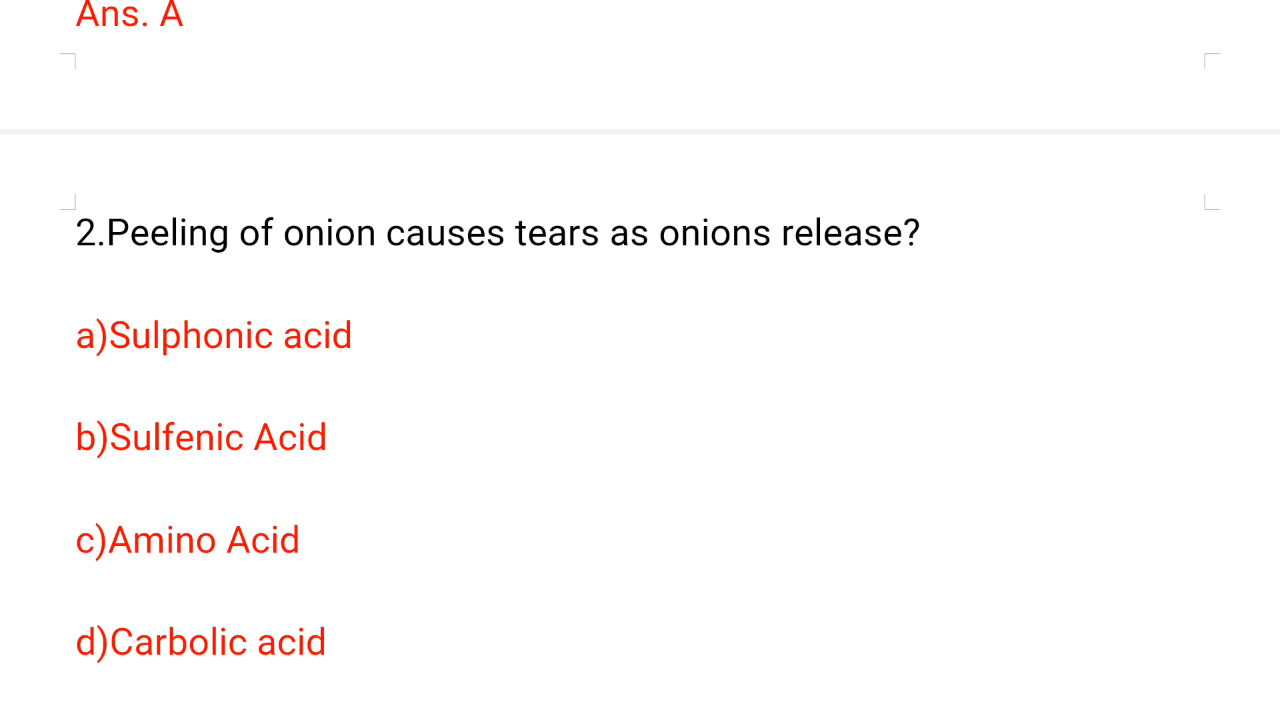 Ans. A
2.Peeling of onion causes tears as onions release?
a)Sulphonic acid
b)Sulfenic Acid
c)Amino Acid
d)Carbolic acid